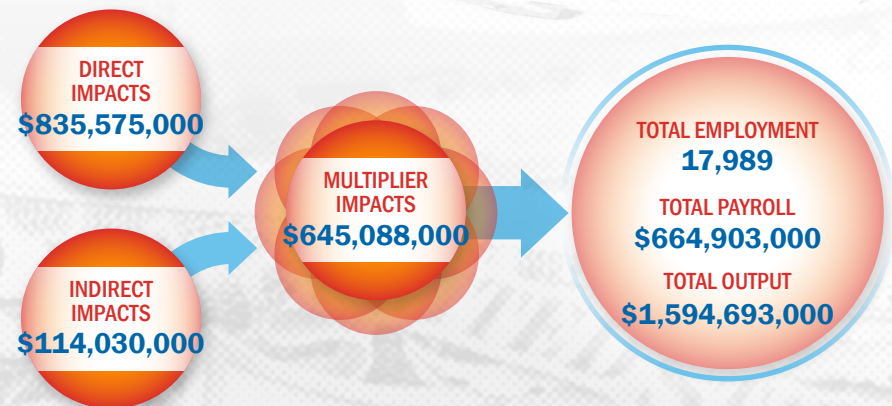 DIRECT
IMPACTS
$835,575,000
INDIRECT
IMPACTS
$114,030,000
MULTIPLIER
IMPACTS
$645,088,000
TOTAL EMPLOYMENT
17,989
TOTAL PAYROLL
$664,903,000
TOTAL OUTPUT
$1,594,693,000